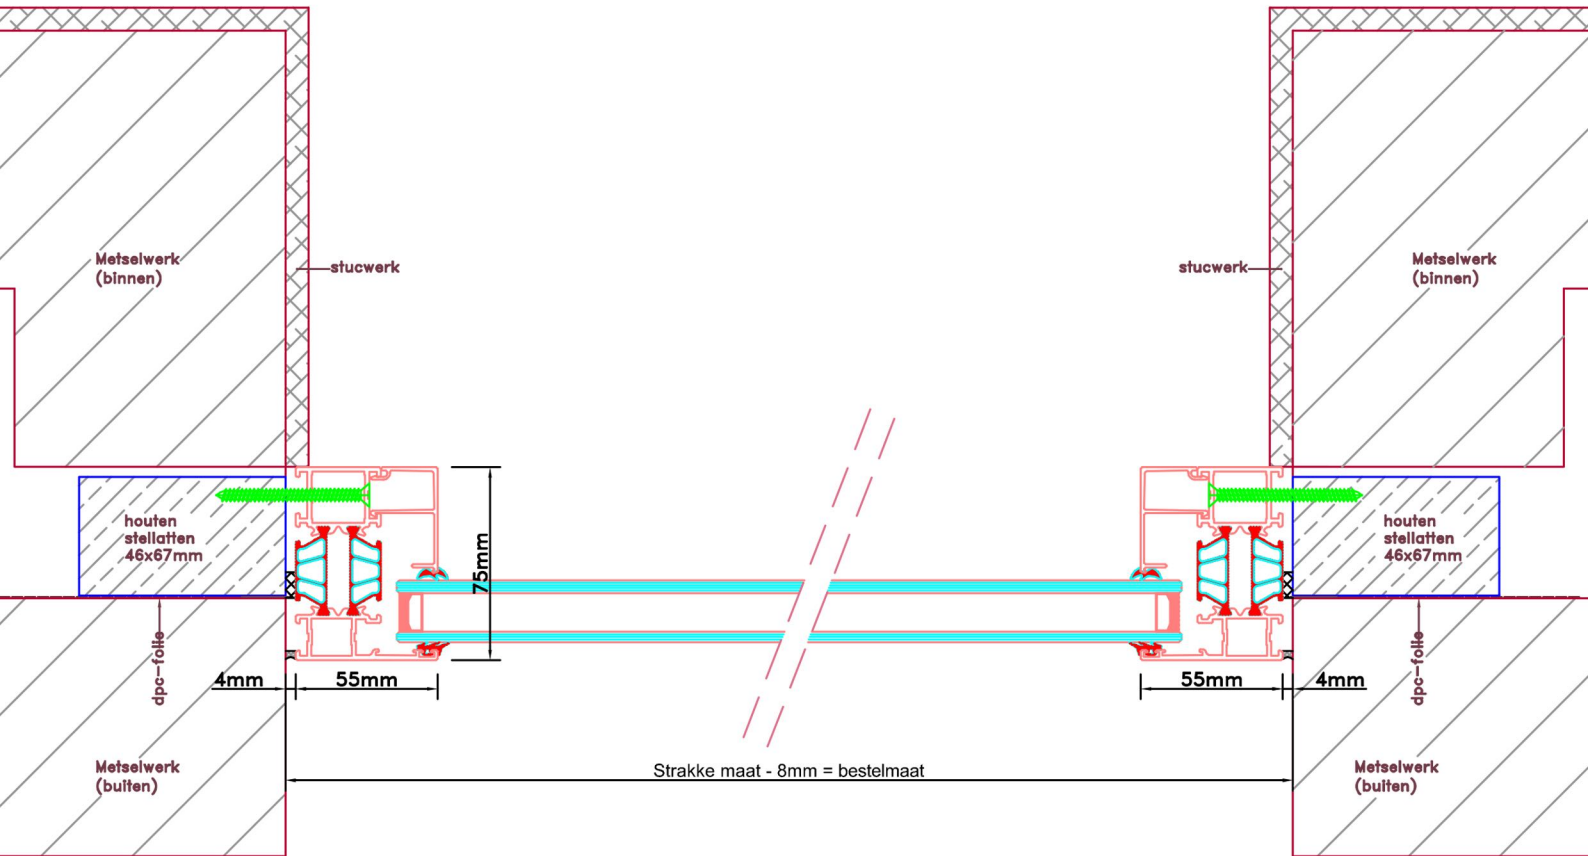 Metselwerk
(binnen)
stucwerk
stucwerk
Metselwerk
(binnen)
houten
stellatten
46x67mm
75mm
houten
stellatten
46x67mm
dpc-folie
4mm
55mm
55mm
4mm
dpc-folie
Metselwerk
(buiten)
Strakke maat - 8mm = bestelmaat
Metselwerk
(buiten)